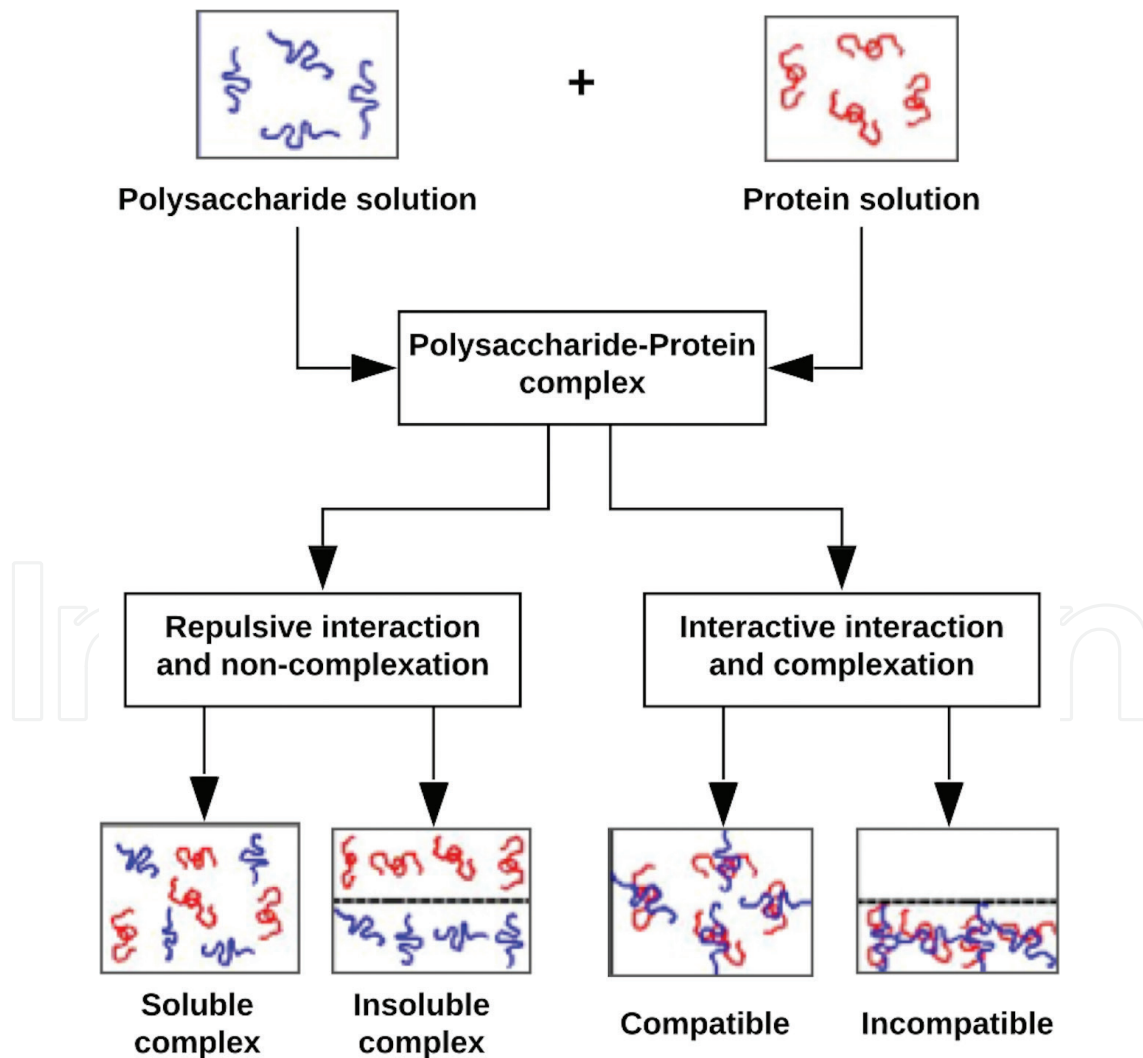 +
Polysaccharide solution
Protein solution
Polysaccharide-Protein
complex
Repulsive interaction
and non-complexation
Interactive interaction
and complexation
Soluble
complex
Insoluble
complex
Compatible
Incompatible